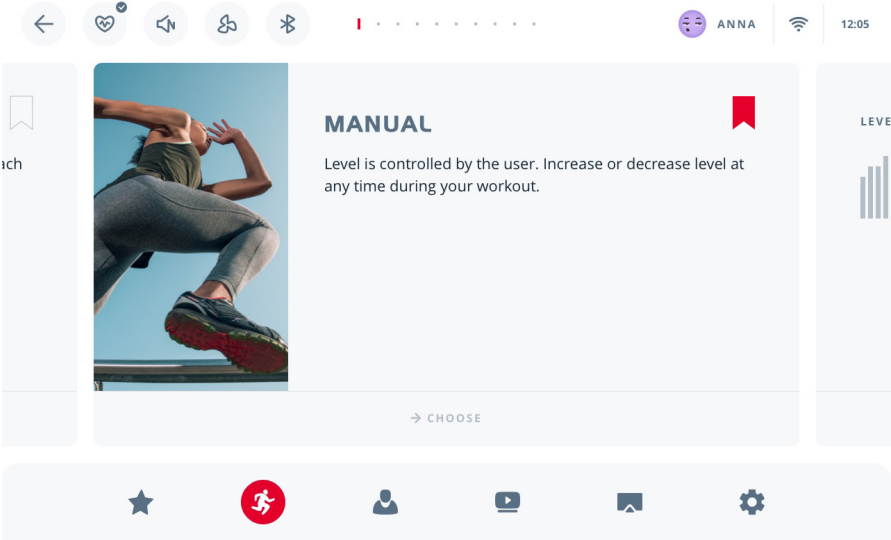 ANNA
12:05
ach
MANUAL
Level is controlled by the user. Increase or decrease level at
any time during your workout.
LEVE
CHOOSE